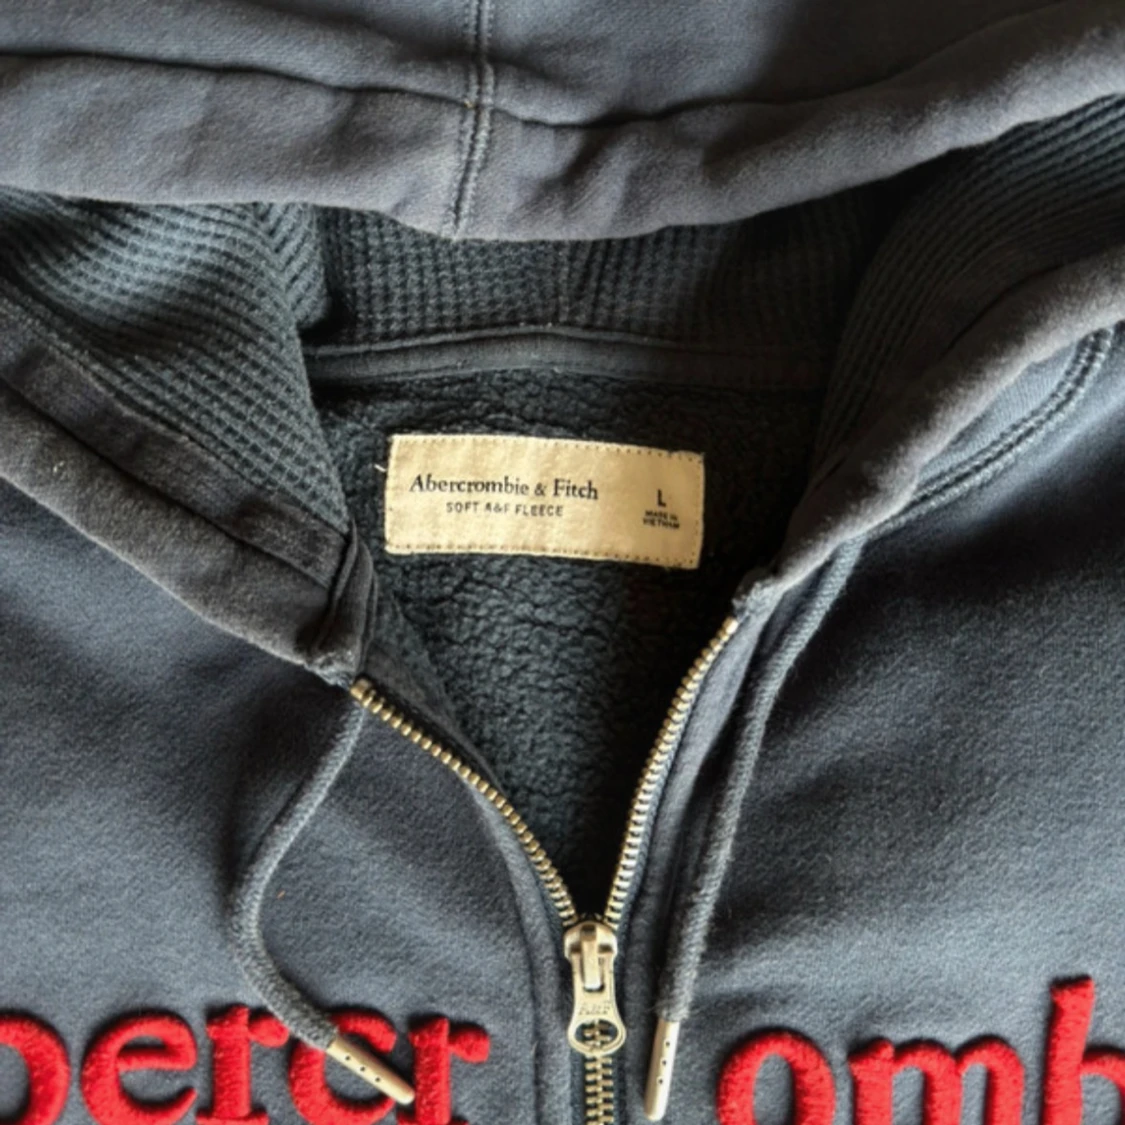 Abercrombie & Fitch
SOFT A&F FLEECE
L
MADE IN
VIETNAM
A&F
bercr omb